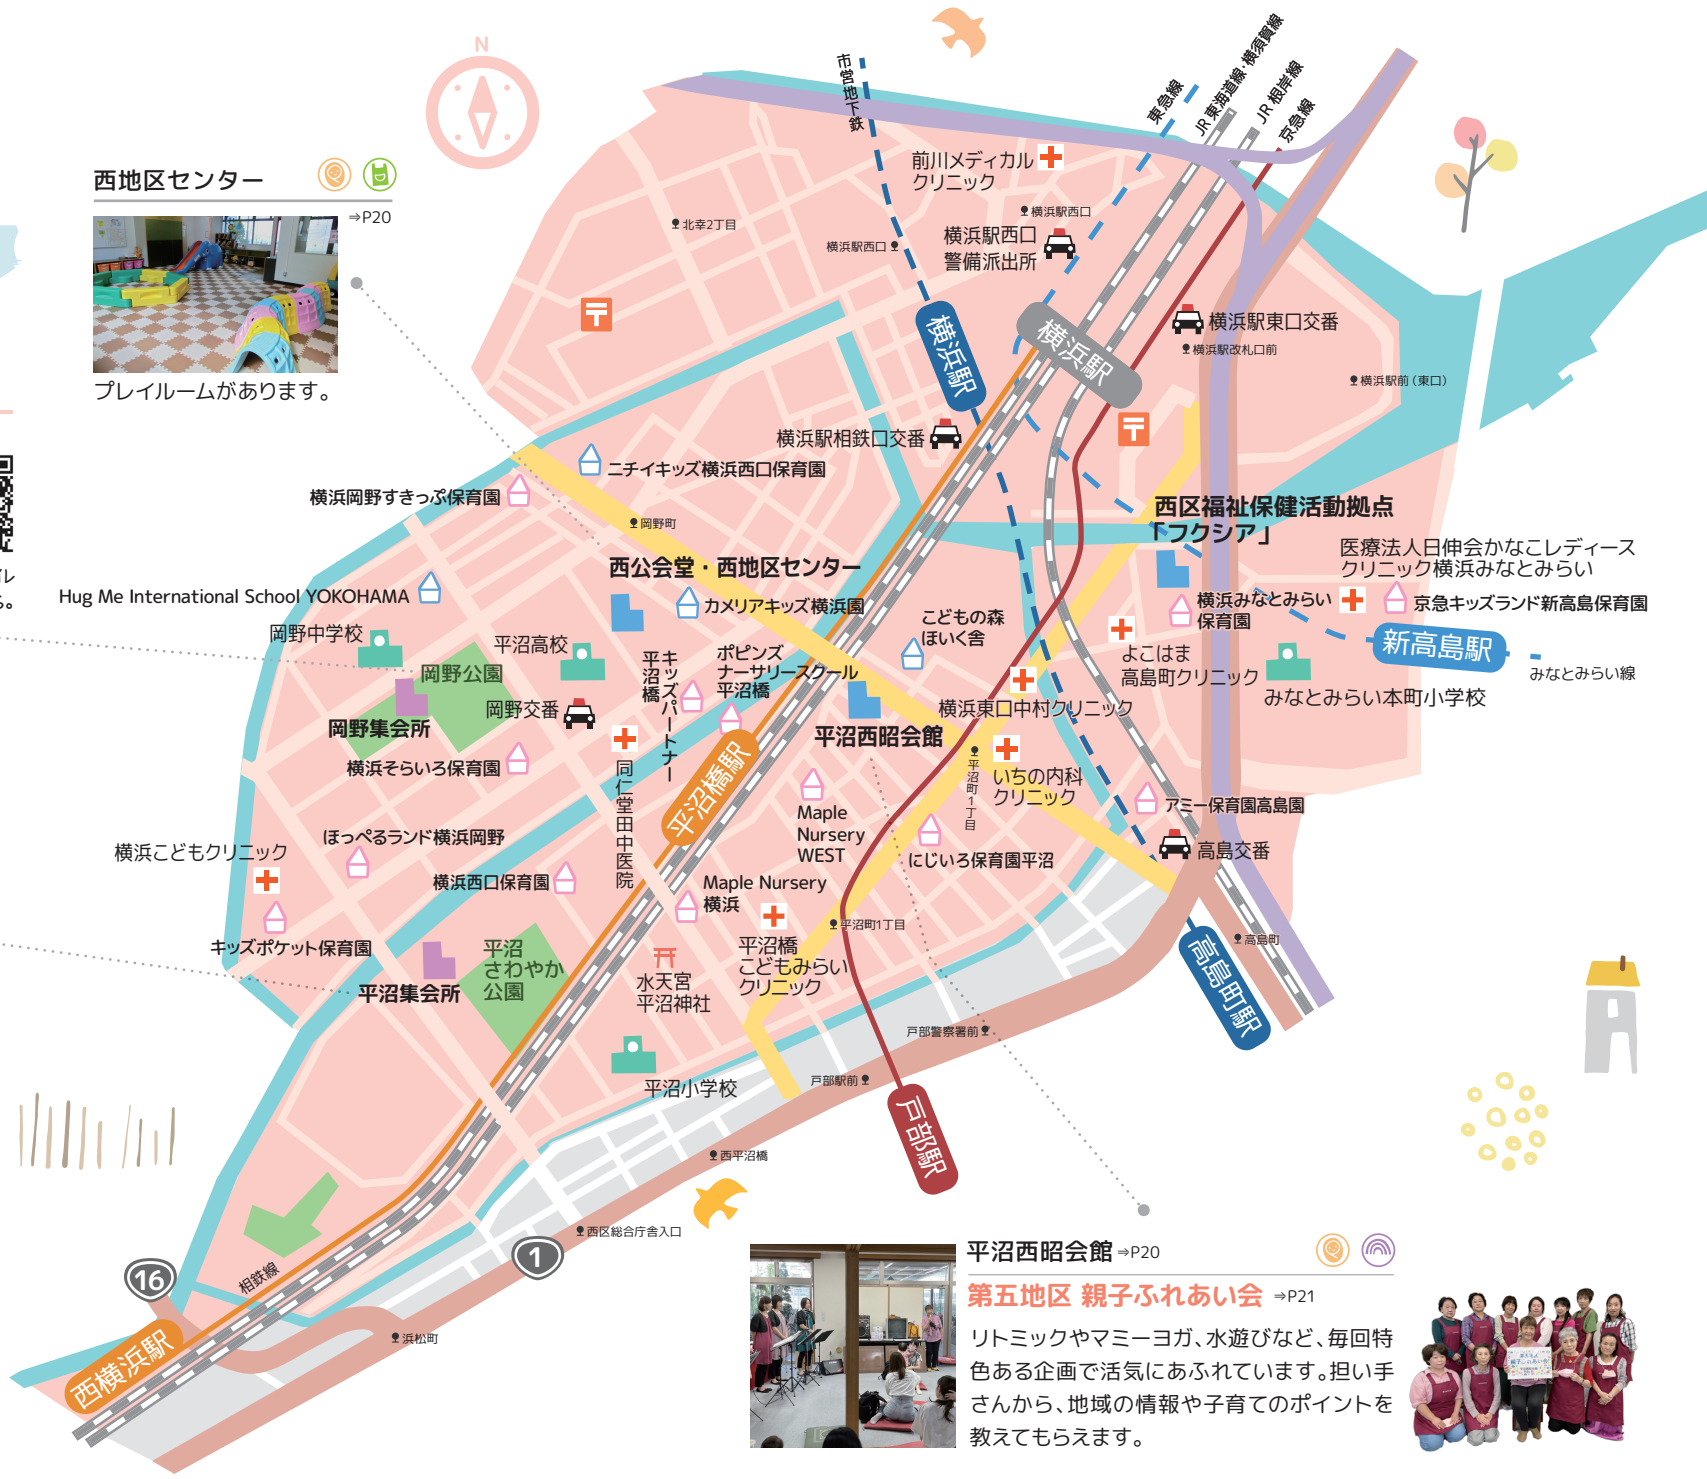 N
西地区センター
⇒P20
プレイルームがあります。
市営地下鉄
東急線
JR 東海道線・横須賀線
JR 根岸線
京急線
前川メディカル
クリニック
横浜駅西口
北幸2丁目
横浜駅西口
横浜駅西口
警備派出所
横浜駅
横浜駅
横浜駅東口交番
横浜駅改札口前
横浜駅前(東口)
横浜駅相鉄口交番
ニチイキッズ横浜西口保育園
横浜岡野すきっぷ保育園
岡野町
西区福祉保健活動拠点
「フクシア」
医療法人日伸会かなこレディース
クリニック横浜みなとみらい
西公会堂・西地区センター
Hug Me International School YOKOHAMA
カメリアキッズ横浜園
こどもの森
ほいく舎
横浜みなとみらい
保育園
京急キッズランド新高島保育園
新高島駅
みなとみらい線
岡野中学校
平沼高校
岡野公園
キッズパートナー
平沼橋
ポピンズ
ナーサリースクール
平沼橋
よこはま
高島町クリニック
みなとみらい本町小学校
岡野交番
岡野集会所
横浜東口中村クリニック
平沼西昭会館
平沼橋駅
横浜そらいろ保育園
同仁堂田中医院
平沼町1丁目
いちの内科
クリニック
アミー保育園高島園
Maple
Nursery
WEST
にじいろ保育園平沼
高島交番
ほっぺるランド横浜岡野
横浜こどもクリニック
横浜西口保育園
Maple Nursery
横浜
キッズポケット保育園
平沼町1丁目
高島町
平沼
さわやか
公園
平沼集会所
平沼橋
こどもみらい
クリニック
水天宮
平沼神社
高島町駅
戸部警察署前
戸部駅前
平沼小学校
戸部駅
西平沼橋
西区総合庁舎入口
1
16
相鉄線
浜松町
西横浜駅
平沼西昭会館 ⇒P20
第五地区 親子ふれあい会 ⇒P21
リトミックやマミーヨガ、水遊びなど、毎回特
色ある企画で活気にあふれています。担い手
さんから、地域の情報や子育てのポイントを
教えてもらえます。